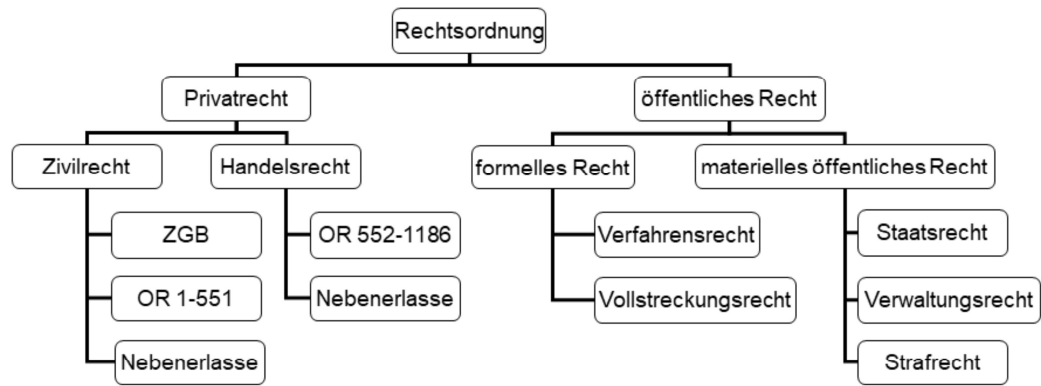 Rechtsordnung
Privatrecht
öffentliches Recht
Zivilrecht
Handelsrecht
formelles Recht
materielles öffentliches Recht
ZGB
OR 1-551
Nebenerlasse
OR 552-1186
Nebenerlasse
Verfahrensrecht
Vollstreckungsrecht
Staatsrecht
Verwaltungsrecht
Strafrecht